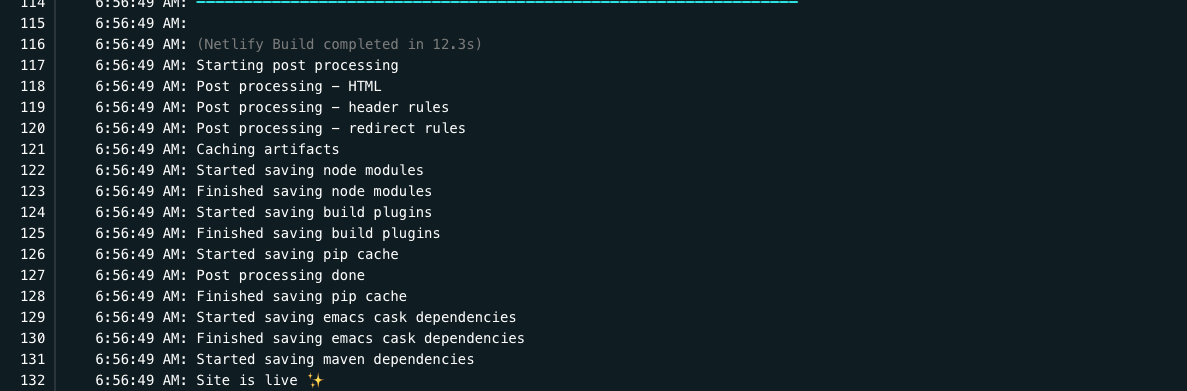 114 6:56:49 AM: ────────────────────────────────────────────────────────────────
115 6:56:49 AM:
116 6:56:49 AM: (Netlify Build completed in 12.3s)
117 6:56:49 AM: Starting post processing
118 6:56:49 AM: Post processing - HTML
119 6:56:49 AM: Post processing - header rules
120 6:56:49 AM: Post processing - redirect rules
121 6:56:49 AM: Caching artifacts
122 6:56:49 AM: Started saving node modules
123 6:56:49 AM: Finished saving node modules
124 6:56:49 AM: Started saving build plugins
125 6:56:49 AM: Finished saving build plugins
126 6:56:49 AM: Started saving pip cache
127 6:56:49 AM: Post processing done
128 6:56:49 AM: Finished saving pip cache
129 6:56:49 AM: Started saving emacs cask dependencies
130 6:56:49 AM: Finished saving emacs cask dependencies
131 6:56:49 AM: Started saving maven dependencies
132 6:56:49 AM: Site is live ✨